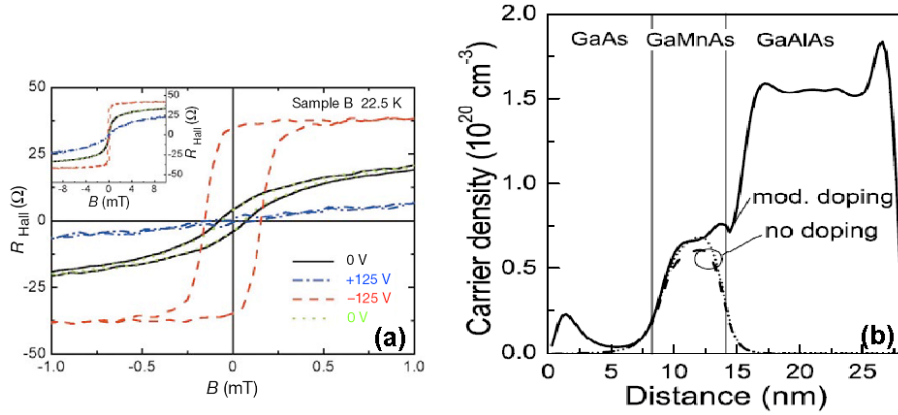 50
25
0
-25
-50
R Hall (Ω)
-1.0
-0.5
0
0.5
1.0
B (mT)
Sample B 22.5 K
0 V
+125 V
−125 V
0 V
(a)
50
25
0
-25
-50
R Hall (Ω)
-8
-4
0
4
8
B (mT)
2.0
1.5
1.0
0.5
0.0
Carrier density (10²⁰ cm⁻³)
GaAs
GaMnAs
GaAlAs
mod. doping
no doping
(b)
0
5
10
15
20
25
Distance (nm)